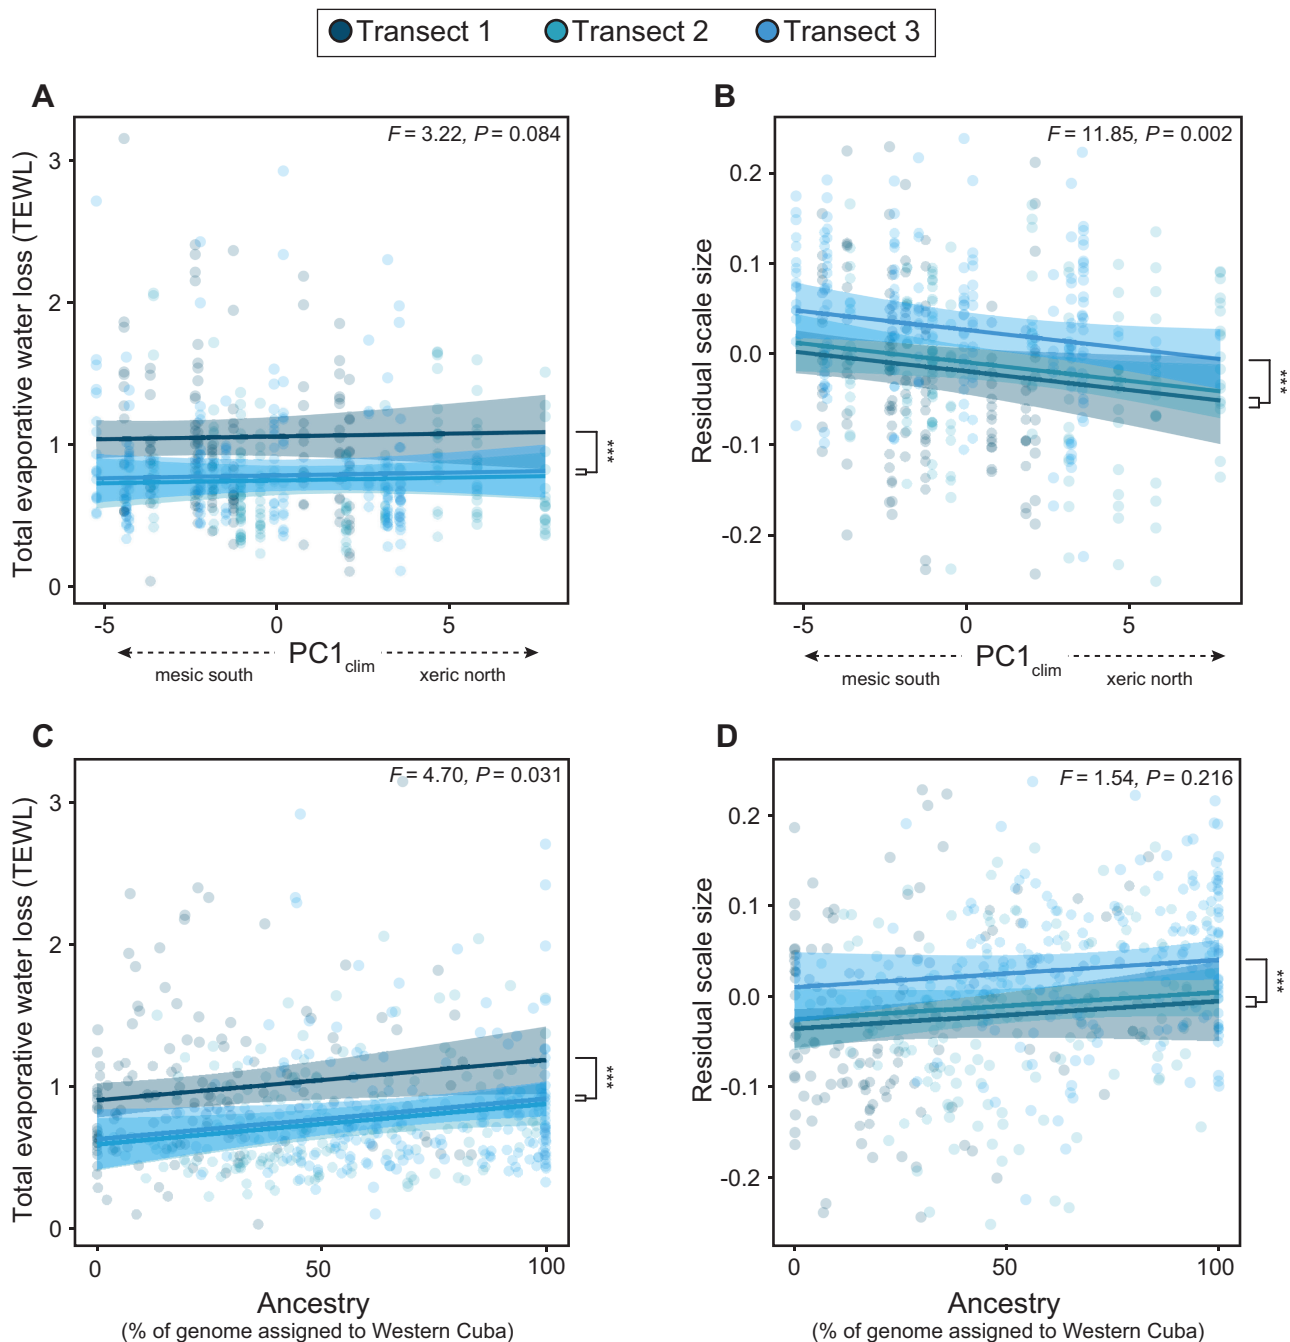 Transect 1 Transect 2 Transect 3
A
F = 3.22, P = 0.084
Total evaporative water loss (TEWL)
3
2
1
0
***
-5 0 5
PC1clim
mesic south xeric north
B
F = 11.85, P = 0.002
Residual scale size
0.2
0.1
0.0
-0.1
-0.2
***
-5 0 5
PC1clim
mesic south xeric north
C
F = 4.70, P = 0.031
Total evaporative water loss (TEWL)
3
2
1
0
***
0 50 100
Ancestry
(% of genome assigned to Western Cuba)
D
F = 1.54, P = 0.216
Residual scale size
0.2
0.1
0.0
-0.1
-0.2
***
0 50 100
Ancestry
(% of genome assigned to Western Cuba)